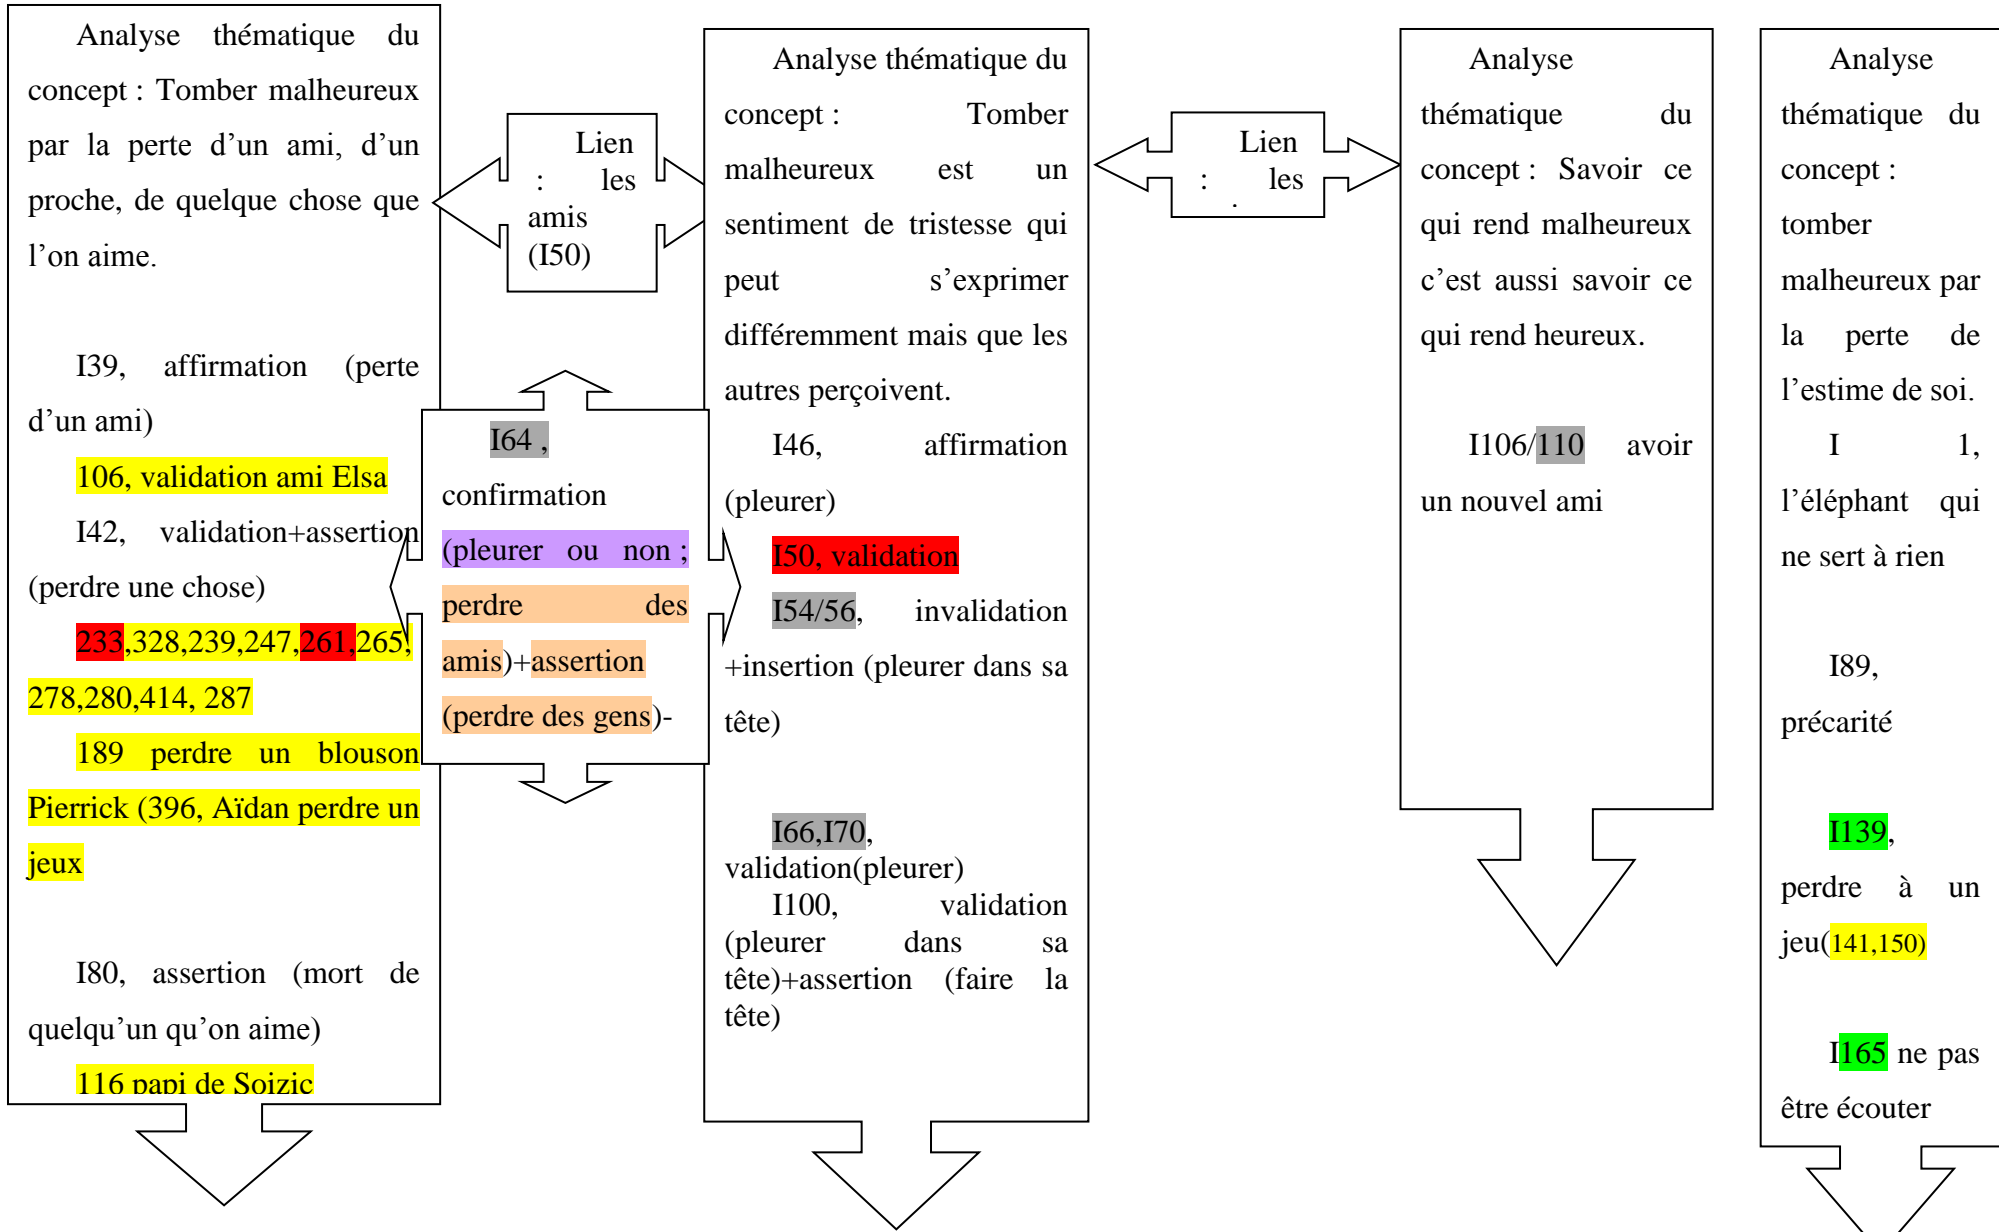 Analyse thématique du
concept : Tomber malheureux
par la perte d’un ami, d’un
proche, de quelque chose que
l’on aime.
I39, affirmation (perte
d’un ami)
106, validation ami Elsa
I42, validation+assertion
(perdre une chose)
233,328,239,247,261,265,
278,280,414, 287
189 perdre un blouson
Pierrick (396, Aïdan perdre un
jeux
I80, assertion (mort de
quelqu’un qu’on aime)
116 papi de Soizic
Lien
: les
amis
(I50)
I64 ,
confirmation
(pleurer ou non ;
perdre des
amis)+assertion
(perdre des gens)-
Analyse thématique du
concept : Tomber
malheureux est un
sentiment de tristesse qui
peut s’exprimer
différemment mais que les
autres perçoivent.
I46, affirmation
(pleurer)
I50, validation
I54/56, invalidation
+insertion (pleurer dans sa
tête)
I66,I70,
validation(pleurer)
I100, validation
(pleurer dans sa
tête)+assertion (faire la
tête)
Lien
: les
Analyse
thématique du
concept : Savoir ce
qui rend malheureux
c’est aussi savoir ce
qui rend heureux.
I106/110 avoir
un nouvel ami
Analyse
thématique du
concept :
tomber
malheureux par
la perte de
l’estime de soi.
I 1,
l’éléphant qui
ne sert à rien
I89,
précarité
I139,
perdre à un
jeu(141,150)
I165 ne pas
être écouter